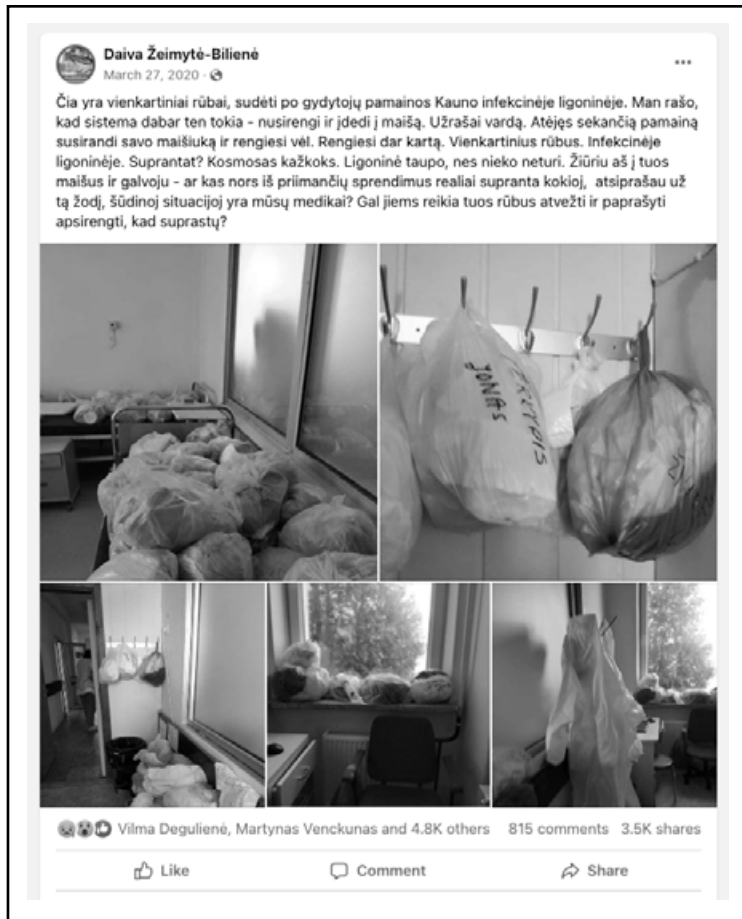 Daiva Žeimytė-Bilienė
March 27, 2020 ·
Čia yra vienkartiniai rūbai, sudėti po gydytojų pamainos Kauno infekcinėje ligoninėje. Man rašo,
kad sistema dabar ten tokia - nusirengi ir įdedi į maišą. Užrašai vardą. Atėjęs sekančią pamainą
susirandi savo maišiuką ir rengiesi vėl. Rengiesi dar kartą. Vienkartinius rūbus. Infekcinėje
ligoninėje. Suprantat? Kosmosas kažkoks. Ligoninė taupo, nes nieko neturi. Žiūriu aš į tuos
maišus ir galvoju - ar kas nors iš priimančių sprendimus realiai supranta kokioj, atsiprašau už
tą žodį, šūdinoj situacijoj yra mūsų medikai? Gal jiems reikia tuos rūbus atvežti ir paprašyti
apsirengti, kad suprastų?
JONAS
Vilma Degulienė, Martynas Venckunas and 4.8K others 815 comments 3.5K shares
Like Comment Share